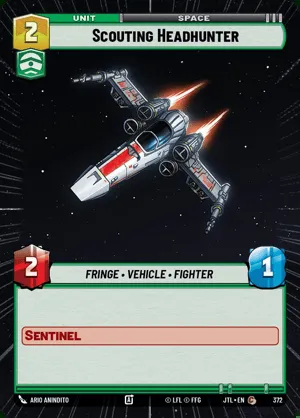 UNIT SPACE
2 SCOUTING HEADHUNTER
2 FRINGE • VEHICLE • FIGHTER 1
SENTINEL
ARIO ANINDITO © LFL © FFG JTL • EN C 372